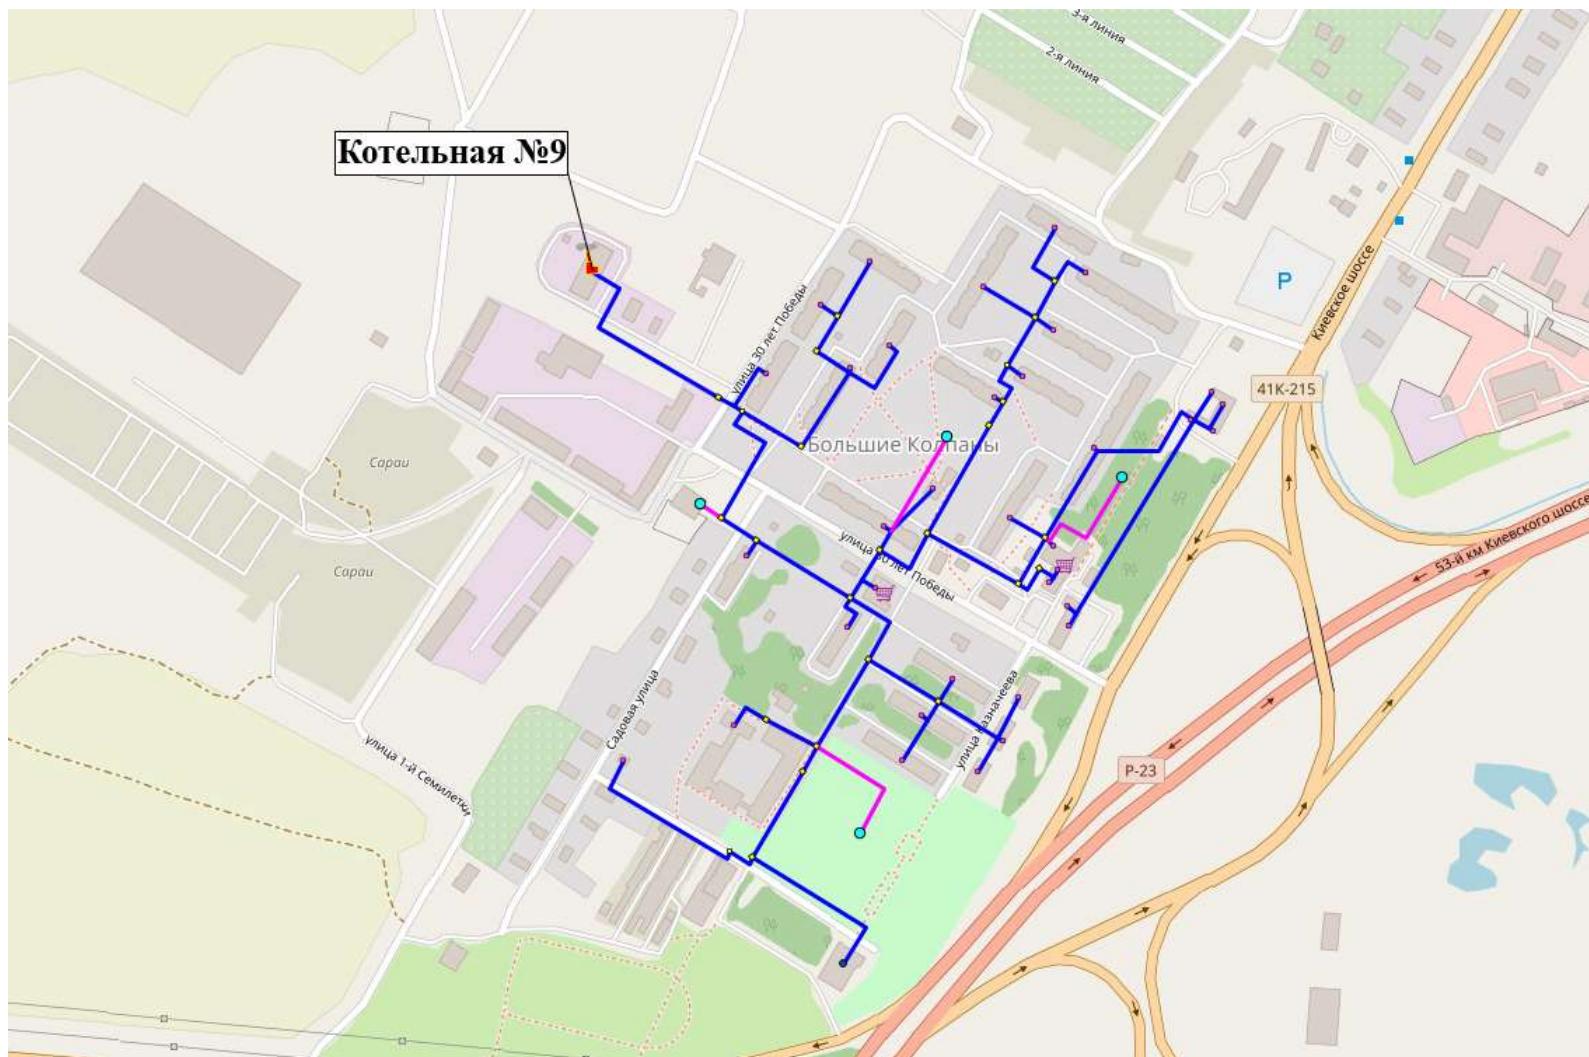 3-я линия
2-я линия
Котельная №9
Киевское шоссе
P
улица 30 лет Победы
41К-215
Большие Колпаны
Сараи
53-й км Киевского шоссе
улица 30 лет Победы
Сараи
улица Казначеева
Садовая улица
улица 1-й Семилетки
Р-23